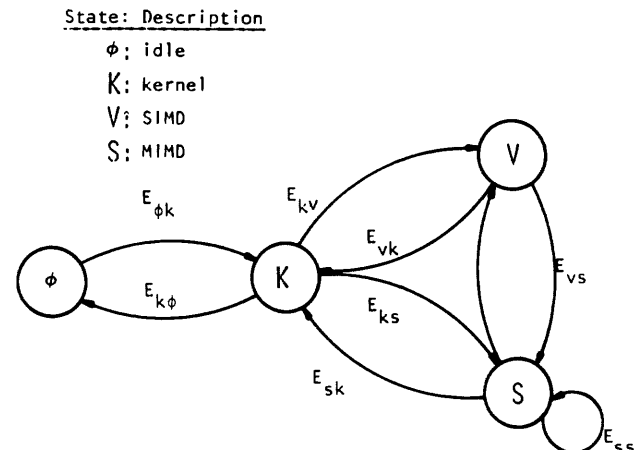 State: Description
ϕ: idle
K: kernel
V: SIMD
S: MIMD
V
E_kv
E_ϕk
E_vk
E_vs
ϕ
K
E_kϕ
E_ks
E_sk
S
E_ss